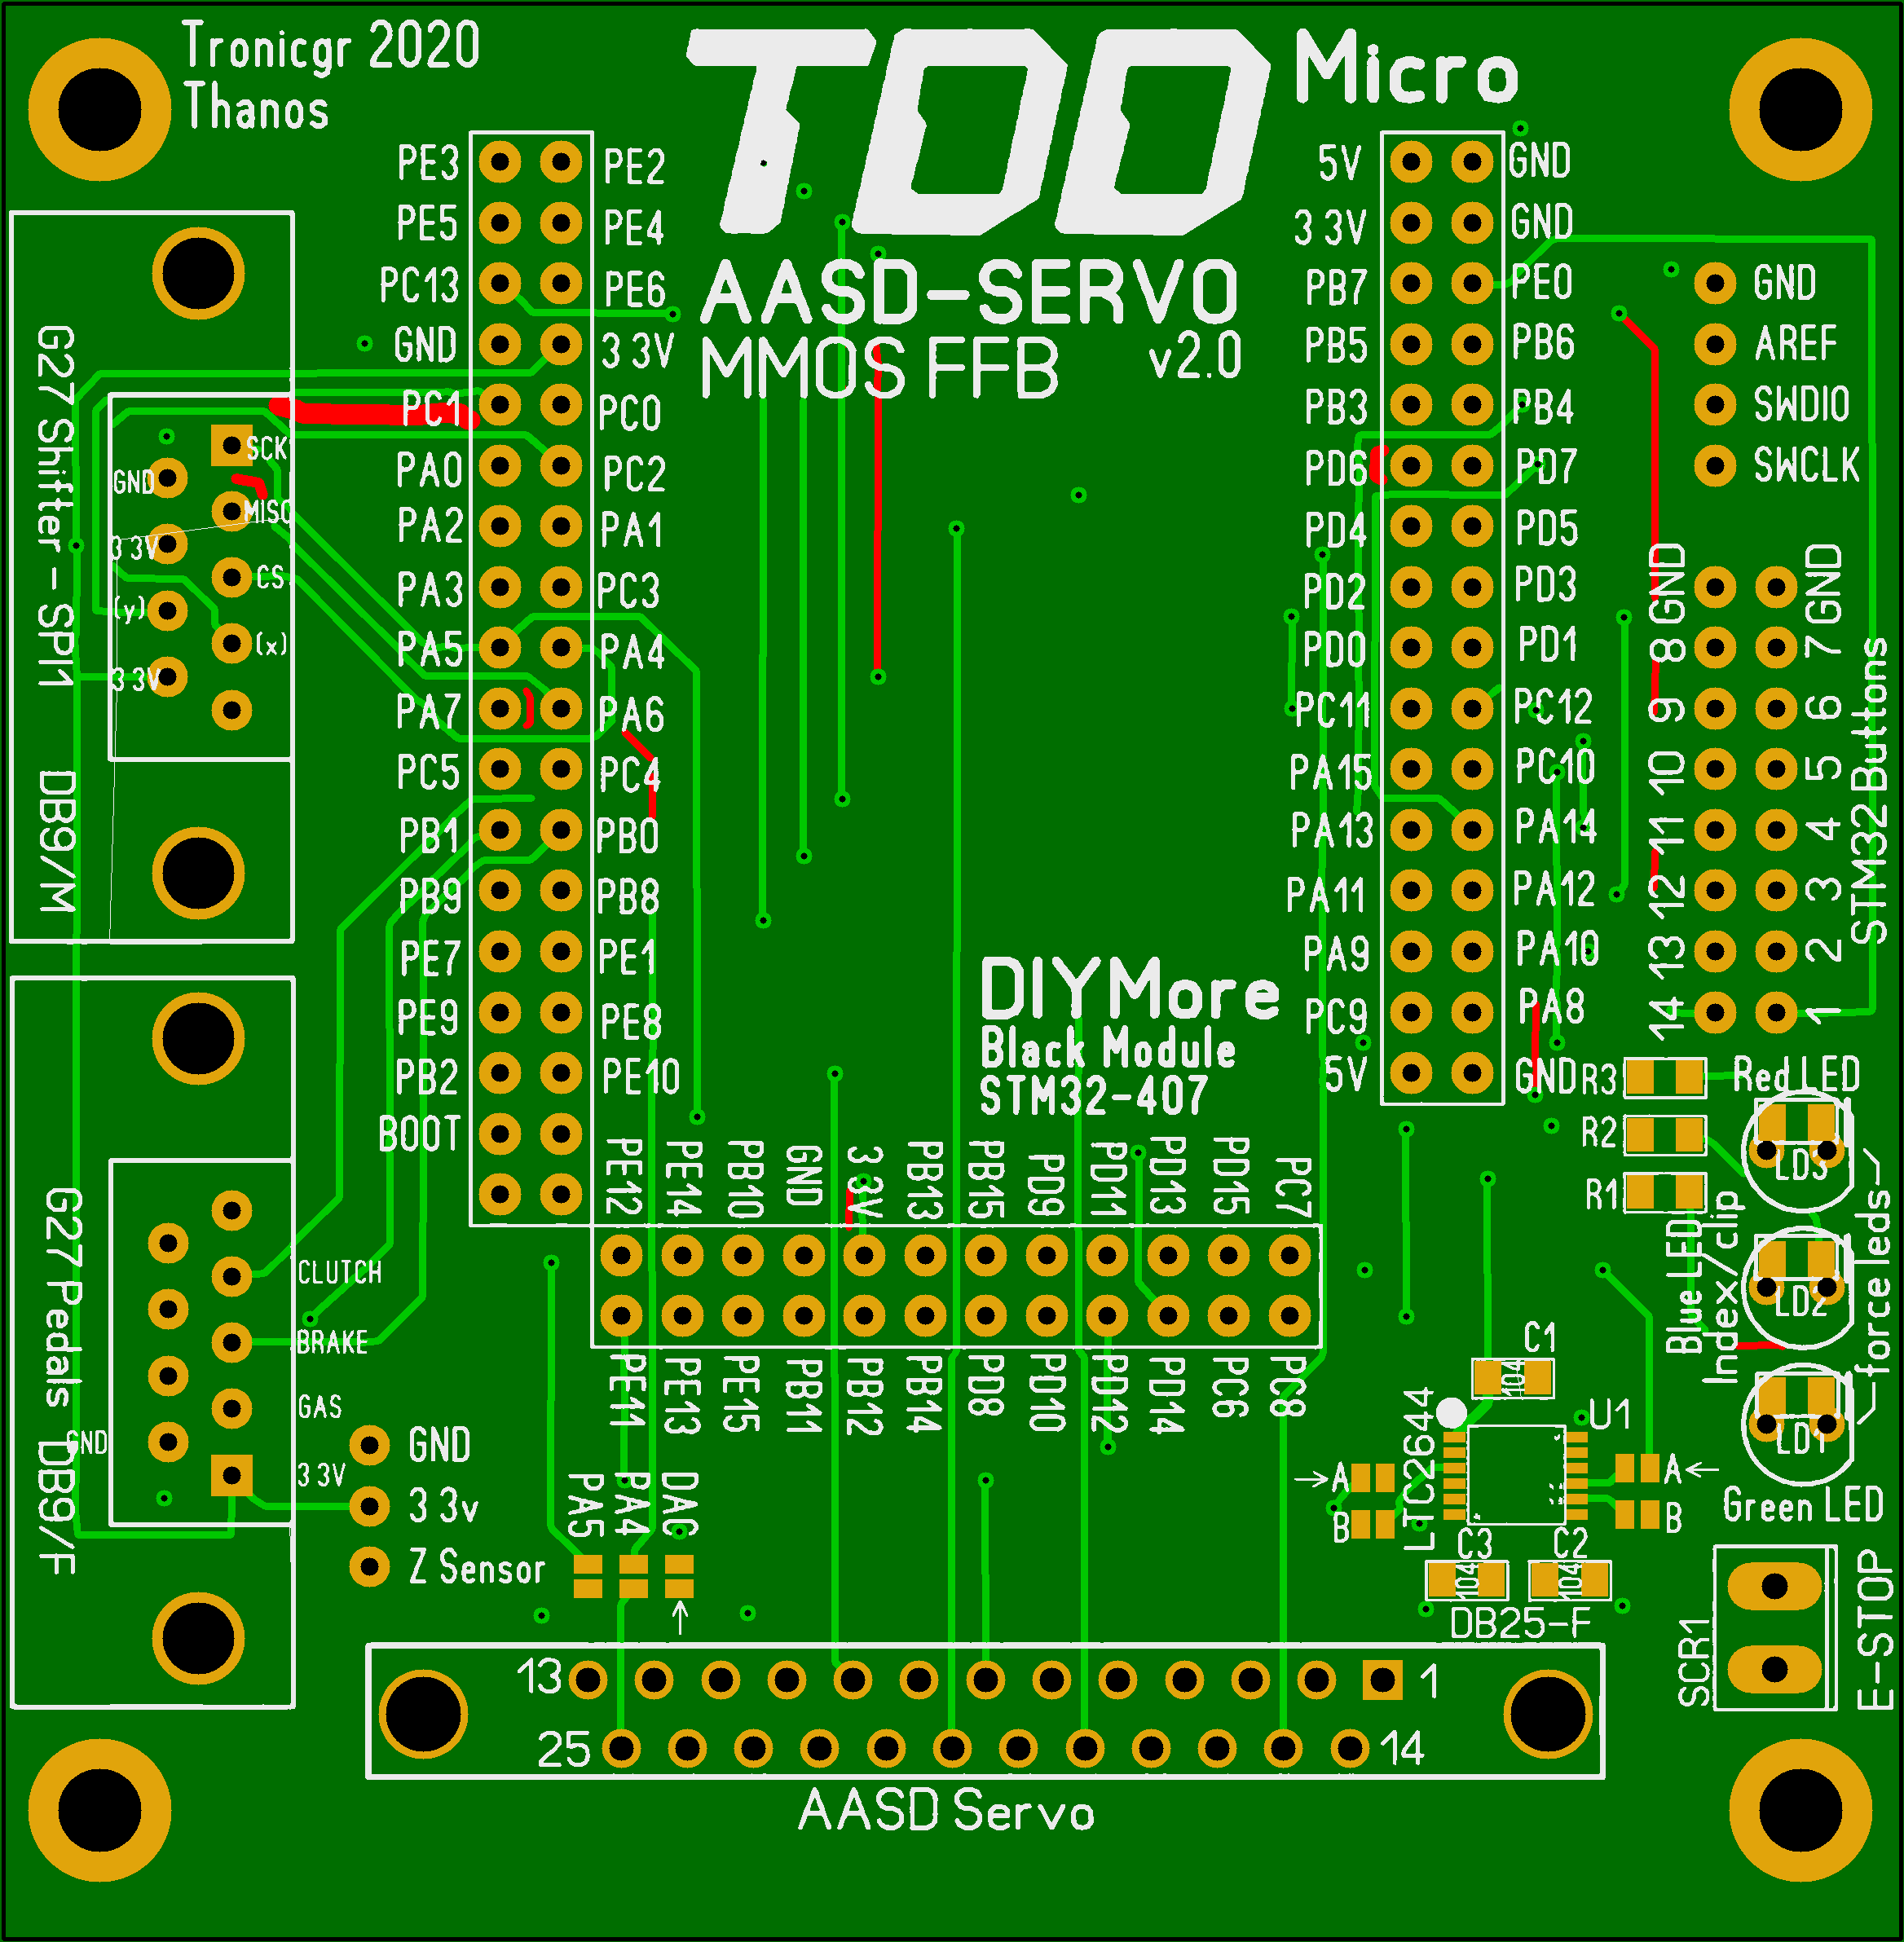 Tronicgr 2020
Thanos
TDD Micro
AASD-SERVO
MMOS FFB v2.0
PE3 PE2
PE5 PE4
PC13 PE6
GND 3 3V
PC1 PC0
PA0 PC2
PA2 PA1
PA3 PC3
PA5 PA4
PA7 PA6
PC5 PC4
PB1 PB0
PB9 PB8
PE7 PE1
PE9 PE8
PB2 PE10
BOOT
5V GND
3 3V GND
PB7 PE0
PB5 PB6
PB3 PB4
PD6 PD7
PD4 PD5
PD2 PD3
PD0 PD1
PC11 PC12
PA15 PC10
PA13 PA14
PA11 PA12
PA9 PA10
PC9 PA8
5V GND
GND
AREF
SWDIO
SWCLK
GND GND
8 7
9 6
10 5
11 4
12 3
13 2
14 1
STM32 Buttons
G27 Shifter-SPI1 DB9/M
SCK
GND
MISO
3 3V
CS
(y)
(x)
3 3V
DIYMore
Black Module
STM32-407
PE12 PE14 PB10 GND 3 3V PB13 PB15 PD9 PD11 PD13 PD15 PC7
PE11 PE13 PE15 PB11 PB12 PB14 PD8 PD10 PD12 PD14 PC6 PC8
G27 Pedals DB9/F
CLUTCH
BRAKE
GAS
GND
3 3V
GND
3 3v
Z Sensor
PA5 PA4 DAC
R3 Red LED
R2
LD3
R1
Blue LED
Index/clip
LD2
force leds
LD1
Green LED
C1
104
U1
LTC2644
A
B
A
B
C3 C2
104 104
DB25-F
SCR1
E-STOP
13 1
25 14
AASD Servo